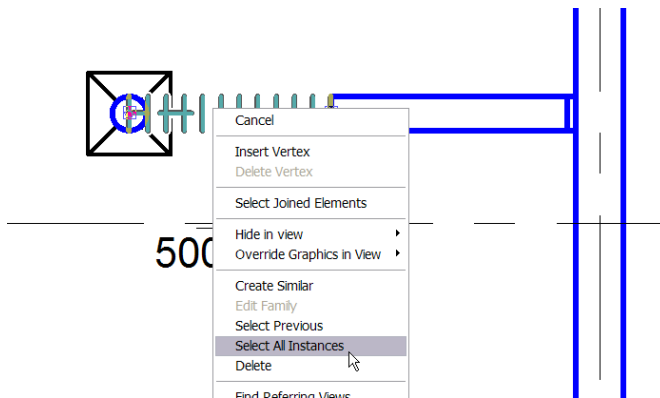 Cancel
Insert Vertex
Delete Vertex
Select Joined Elements
Hide in view
Override Graphics in View
500
Create Similar
Edit Family
Select Previous
Select All Instances
Delete
Find Referring Views